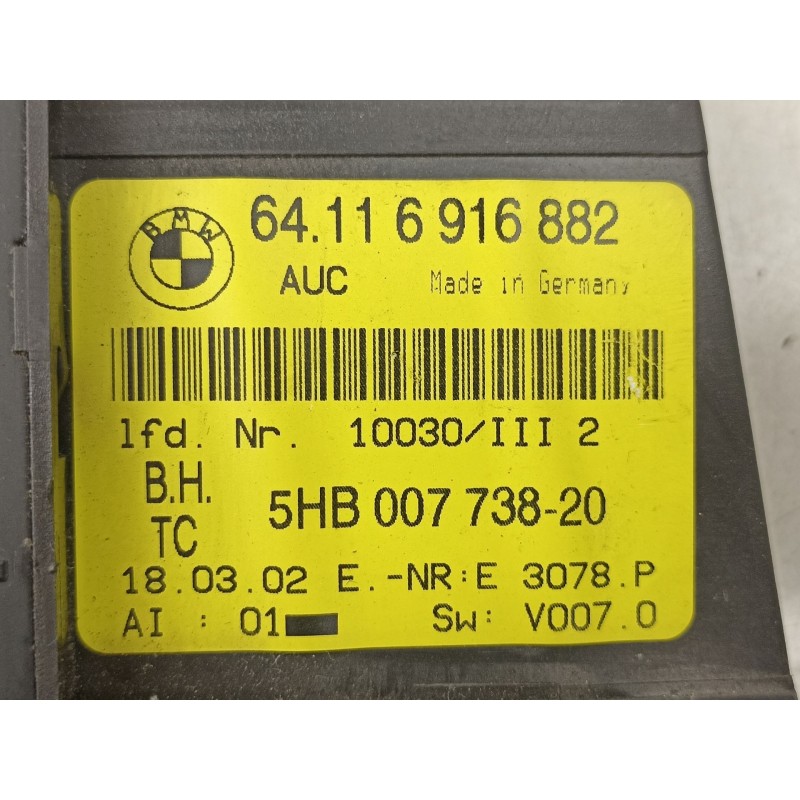 BMW
64.11 6 916 882
AUC Made in Germany
lfd. Nr. 10030/III 2
B.H.
TC
5HB 007 738-20
18.03.02 E.-NR:E 3078.P
AI : 01 Sw: V007.0